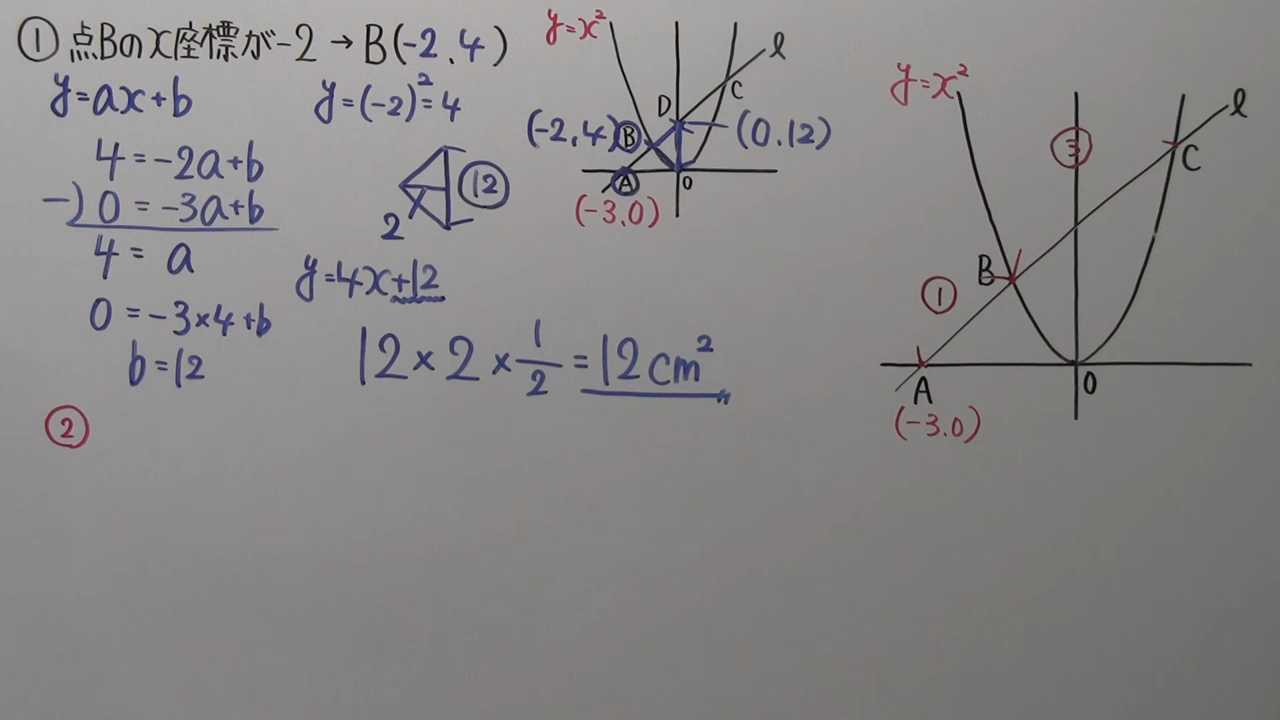 ① 点Bのx座標が-2 → B(-2.4)
y=ax+b
y=(-2)²=4
4=-2a+b
-) 0=-3a+b
4=a
0=-3×4+b
b=12
2
12
y=4x+12
12×2×1/2=12cm²
y=x²
l
D
C
(-2,4)
B
(0.12)
A
O
(-3.0)
②
y=x²
l
③
C
B
①
A
O
(-3.0)